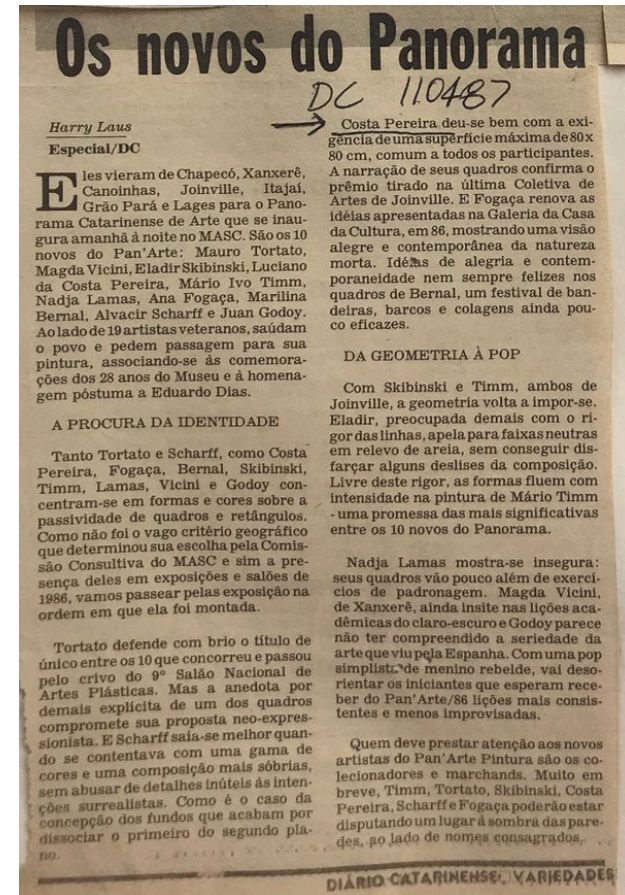 Os novos do Panorama
DC 110487
Harry Laus
Especial/DC
Eles vieram de Chapecó, Xanxerê,
Canoinhas, Joinville, Itajaí,
Grão Pará e Lages para o Pano-
rama Catarinense de Arte que se inau-
gura amanhã à noite no MASC. São os 10
novos do Pan'Arte: Mauro Tortato,
Magda Vicini, Eladir Skibinski, Luciano
da Costa Pereira, Mário Ivo Timm,
Nadja Lamas, Ana Fogaça, Marilina
Bernal, Alvacir Scharff e Juan Godoy.
Ao lado de 19 artistas veteranos, saúdam
o povo e pedem passagem para sua
pintura, associando-se às comemora-
ções dos 28 anos do Museu e à homena-
gem póstuma a Eduardo Dias.
A PROCURA DA IDENTIDADE
Tanto Tortato e Scharff, como Costa
Pereira, Fogaça, Bernal, Skibinski,
Timm, Lamas, Vicini e Godoy con-
centram-se em formas e cores sobre a
passividade de quadros e retângulos.
Como não foi o vago critério geográfico
que determinou sua escolha pela Comis-
são Consultiva do MASC e sim a pre-
sença deles em exposições e salões de
1986, vamos passear pelas exposição na
ordem em que ela foi montada.
Tortato defende com brio o título de
único entre os 10 que concorreu e passou
pelo crivo do 9º Salão Nacional de
Artes Plásticas. Mas a anedota por
demais explícita de um dos quadros
compromete sua proposta neo-expres-
sionista. E Scharff saía-se melhor quan-
do se contentava com uma gama de
cores e uma composição mais sóbrias,
sem abusar de detalhes inúteis às inten-
ções surrealistas. Como é o caso da
concepção dos fundos que acabam por
dissociar o primeiro do segundo pla-
no.
Costa Pereira deu-se bem com a exi-
gência de uma superfície máxima de 80 x
80 cm, comum a todos os participantes.
A narração de seus quadros confirma o
prêmio tirado na última Coletiva de
Artes de Joinville. E Fogaça renova as
idéias apresentadas na Galeria da Casa
da Cultura, em 86, mostrando uma visão
alegre e contemporânea da natureza
morta. Idéias de alegria e contem-
poraneidade nem sempre felizes nos
quadros de Bernal, um festival de ban-
deiras, barcos e colagens ainda pou-
co eficazes.
DA GEOMETRIA À POP
Com Skibinski e Timm, ambos de
Joinville, a geometria volta a impor-se.
Eladir, preocupada demais com o ri-
gor das linhas, apela para faixas neutras
em relevo de areia, sem conseguir dis-
farçar alguns deslises da composição.
Livre deste rigor, as formas fluem com
intensidade na pintura de Mário Timm
- uma promessa das mais significativas
entre os 10 novos do Panorama.
Nadja Lamas mostra-se insegura:
seus quadros vão pouco além de exercí-
cios de padronagem. Magda Vicini,
de Xanxerê, ainda insite nas lições aca-
dêmicas do claro-escuro e Godoy parece
não ter compreendido a seriedade da
arte que viu pela Espanha. Com uma pop
simplista de menino rebelde, vai deso-
rientar os iniciantes que esperam rece-
ber do Pan'Arte/86 lições mais consis-
tentes e menos improvisadas.
Quem deve prestar atenção aos novos
artistas do Pan'Arte Pintura são os co-
lecionadores e marchands. Muito em
breve, Timm, Tortato, Skibinski, Costa
Pereira, Scharff e Fogaça poderão estar
disputando um lugar à sombra das pare-
des, ao lado de nomes consagrados.
DIÁRIO CATARINENSE, VARIEDADES